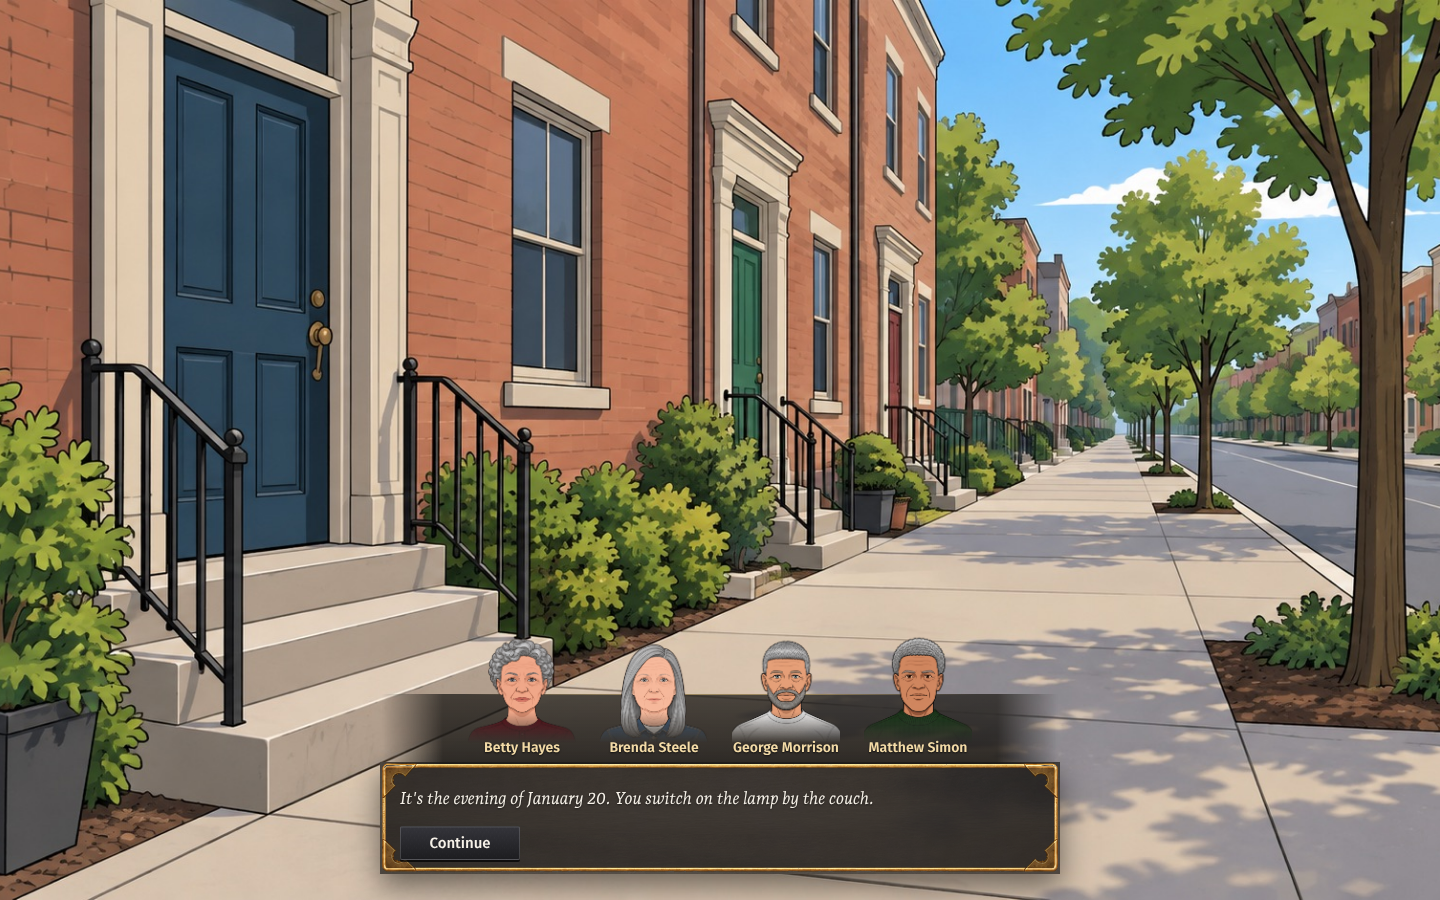 Betty Hayes
Brenda Steele
George Morrison
Matthew Simon
It's the evening of January 20. You switch on the lamp by the couch.
Continue